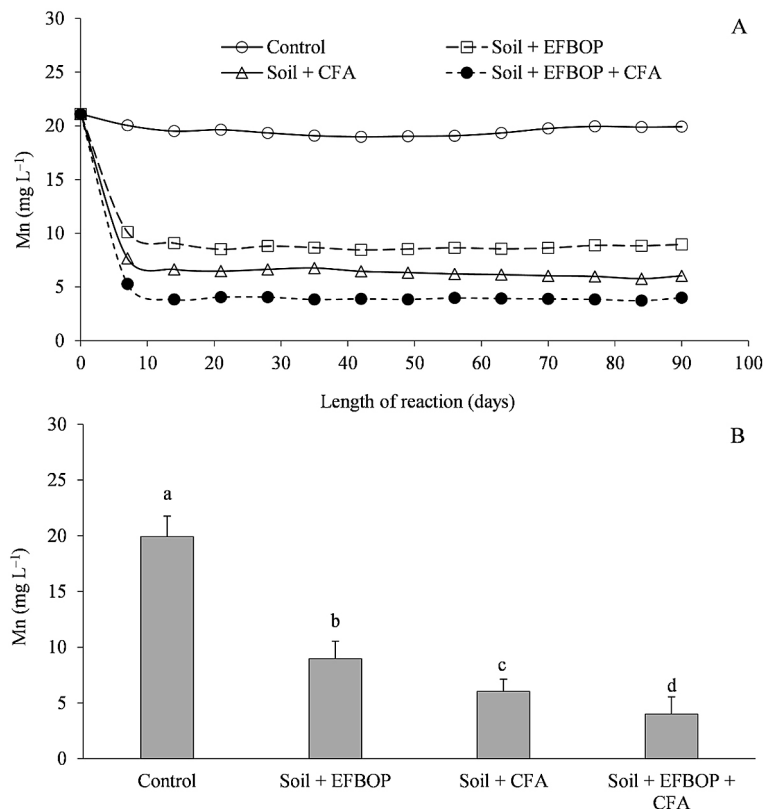 A
Control
Soil + EFBOP
Soil + CFA
Soil + EFBOP + CFA
Mn (mg L⁻¹)
30
25
20
15
10
5
0
0 10 20 30 40 50 60 70 80 90 100
Length of reaction (days)
B
Mn (mg L⁻¹)
30
25
20
15
10
5
0
a
b
c
d
Control
Soil + EFBOP
Soil + CFA
Soil + EFBOP +
CFA